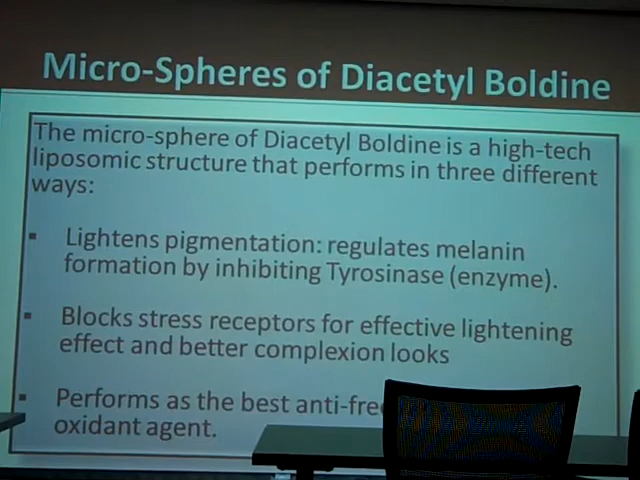 Micro-Spheres of Diacetyl Boldine
The micro-sphere of Diacetyl Boldine is a high-tech
liposomic structure that performs in three different
ways:
▪ Lightens pigmentation: regulates melanin
formation by inhibiting Tyrosinase (enzyme).
▪ Blocks stress receptors for effective lightening
effect and better complexion looks
▪ Performs as the best anti-fre
oxidant agent.